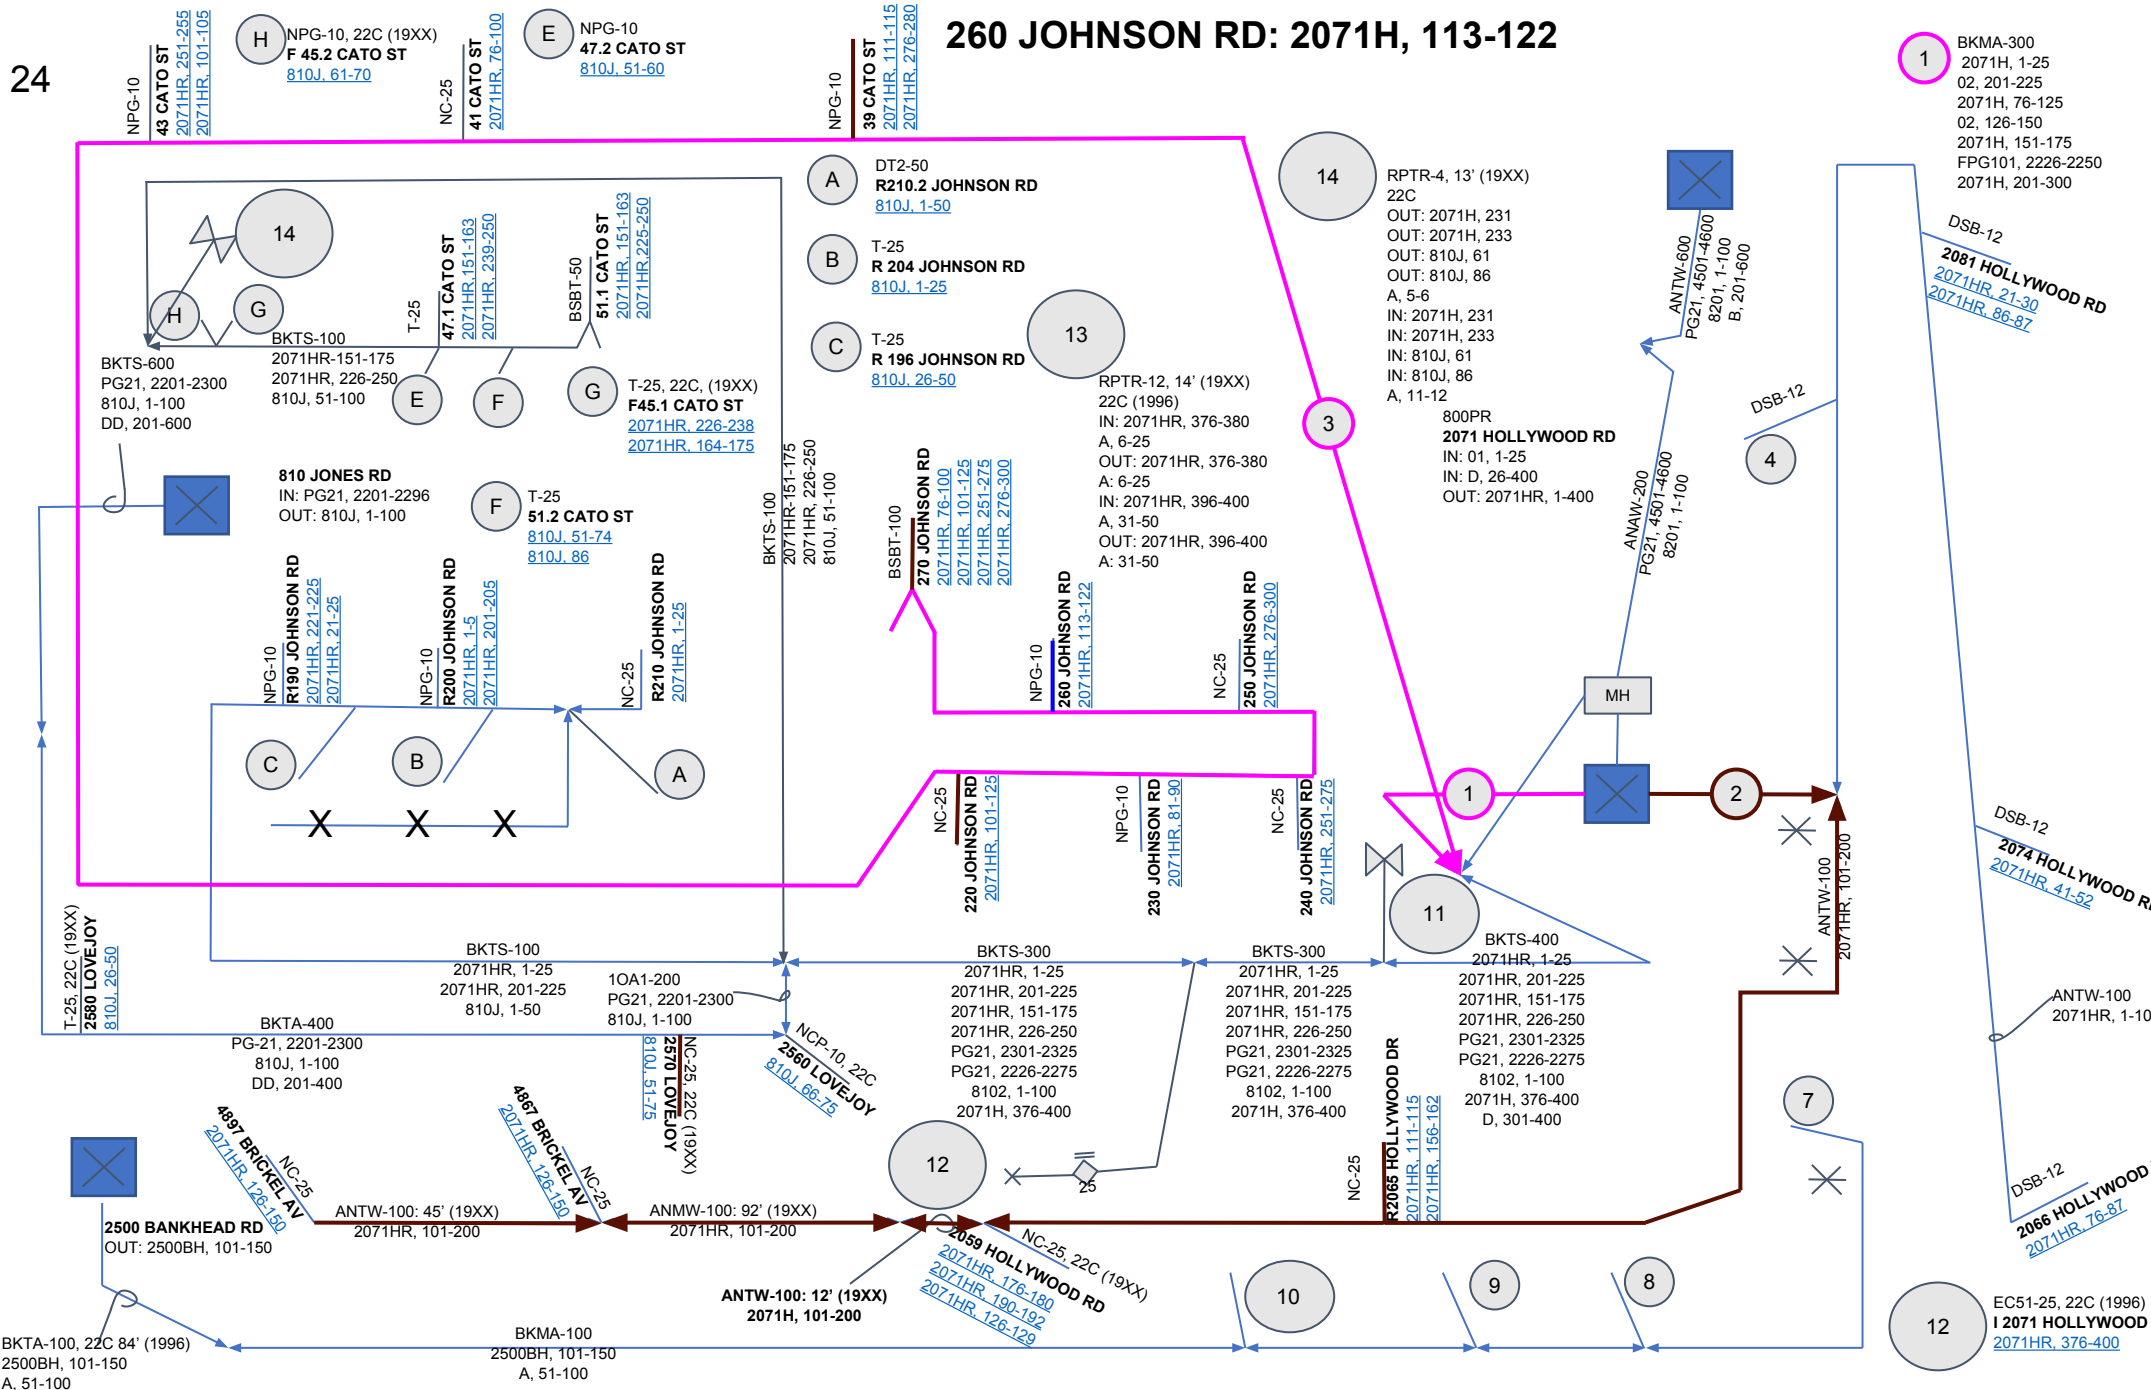 260 JOHNSON RD: 2071H, 113-122
24
NPG-10
43 CATO ST
2071HR, 251-255
2071HR, 101-105
H
NPG-10, 22C (19XX)
F 45.2 CATO ST
810J, 61-70
NC-25
41 CATO ST
2071HR, 76-100
E
NPG-10
47.2 CATO ST
810J, 51-60
NPG-10
39 CATO ST
2071HR, 111-115
2071HR, 276-280
1
BKMA-300
2071H, 1-25
02, 201-225
2071H, 76-125
02, 126-150
2071H, 151-175
FPG101, 2226-2250
2071H, 201-300
A
DT2-50
R210.2 JOHNSON RD
810J, 1-50
B
T-25
R 204 JOHNSON RD
810J, 1-25
C
T-25
R 196 JOHNSON RD
810J, 26-50
14
RPTR-4, 13' (19XX)
22C
OUT: 2071H, 231
OUT: 2071H, 233
OUT: 810J, 61
OUT: 810J, 86
A, 5-6
IN: 2071H, 231
IN: 2071H, 233
IN: 810J, 61
IN: 810J, 86
A, 11-12
800PR
2071 HOLLYWOOD RD
IN: 01, 1-25
IN: D, 26-400
OUT: 2071HR, 1-400
ANTW-600
PG21, 4501-4600
8201, 1-100
B, 201-600
ANAW-200
PG21, 4501-4600
8201, 1-100
DSB-12
2081 HOLLYWOOD RD
2071HR, 21-30
2071HR, 86-87
DSB-12
4
14
H
G
T-25
47.1 CATO ST
2071HR,151-163
2071HR, 239-250
BSBT-50
51.1 CATO ST
2071HR, 151-163
2071HR,225-250
BKTS-100
2071HR-151-175
2071HR, 226-250
810J, 51-100
E
F
G
T-25, 22C, (19XX)
F45.1 CATO ST
2071HR, 226-238
2071HR, 164-175
BKTS-600
PG21, 2201-2300
810J, 1-100
DD, 201-600
810 JONES RD
IN: PG21, 2201-2296
OUT: 810J, 1-100
F
T-25
51.2 CATO ST
810J, 51-74
810J, 86
BKTS-100
2071HR-151-175
2071HR, 226-250
810J, 51-100
13
RPTR-12, 14' (19XX)
22C (1996)
IN: 2071HR, 376-380
A, 6-25
OUT: 2071HR, 376-380
A: 6-25
IN: 2071HR, 396-400
A, 31-50
OUT: 2071HR, 396-400
A: 31-50
3
BSBT-100
270 JOHNSON RD
2071HR, 76-100
2071HR, 101-125
2071HR, 251-275
2071HR, 276-300
NPG-10
260 JOHNSON RD
2071HR, 113-122
NC-25
250 JOHNSON RD
2071HR, 276-300
NPG-10
R190 JOHNSON RD
2071HR, 221-225
2071HR, 21-25
NPG-10
R200 JOHNSON RD
2071HR, 1-5
2071HR, 201-205
NC-25
R210 JOHNSON RD
2071HR, 1-25
C
B
A
X X X
MH
1
2
NC-25
220 JOHNSON RD
2071HR, 101-125
NPG-10
230 JOHNSON RD
2071HR, 81-90
NC-25
240 JOHNSON RD
2071HR, 251-275
11
ANTW-100
2071HR, 101-200
DSB-12
2074 HOLLYWOOD R
2071HR, 41-52
T-25, 22C (19XX)
2580 LOVEJOY
810J, 26-50
BKTS-100
2071HR, 1-25
2071HR, 201-225
810J, 1-50
1OA1-200
PG21, 2201-2300
810J, 1-100
BKTS-300
2071HR, 1-25
2071HR, 201-225
2071HR, 151-175
2071HR, 226-250
PG21, 2301-2325
PG21, 2226-2275
8102, 1-100
2071H, 376-400
BKTS-300
2071HR, 1-25
2071HR, 201-225
2071HR, 151-175
2071HR, 226-250
PG21, 2301-2325
PG21, 2226-2275
8102, 1-100
2071H, 376-400
BKTS-400
2071HR, 1-25
2071HR, 201-225
2071HR, 151-175
2071HR, 226-250
PG21, 2301-2325
PG21, 2226-2275
8102, 1-100
2071H, 376-400
D, 301-400
ANTW-100
2071HR, 1-10
BKTA-400
PG-21, 2201-2300
810J, 1-100
DD, 201-400
NC-25, 22C (19XX)
2570 LOVEJOY
810J, 51-75
NCP-10, 22C
2560 LOVEJOY
810J, 66-75
4897 BRICKEL AV
2071HR, 126-150
NC-25
4867 BRICKEL AV
2071HR, 126-150
NC-25
12
25
NC-25
R2065 HOLLYWOOD DR
2071HR, 111-115
2071HR, 156-162
7
DSB-12
2066 HOLLYWOOD
2071HR, 76-87
2500 BANKHEAD RD
OUT: 2500BH, 101-150
ANTW-100: 45' (19XX)
2071HR, 101-200
ANMW-100: 92' (19XX)
2071HR, 101-200
NC-25, 22C (19XX)
2059 HOLLYWOOD RD
2071HR, 176-180
2071HR, 190-192
2071HR, 126-129
ANTW-100: 12' (19XX)
2071H, 101-200
10
9
8
12
EC51-25, 22C (1996)
I 2071 HOLLYWOOD
2071HR, 376-400
BKTA-100, 22C 84' (1996)
2500BH, 101-150
A, 51-100
BKMA-100
2500BH, 101-150
A, 51-100